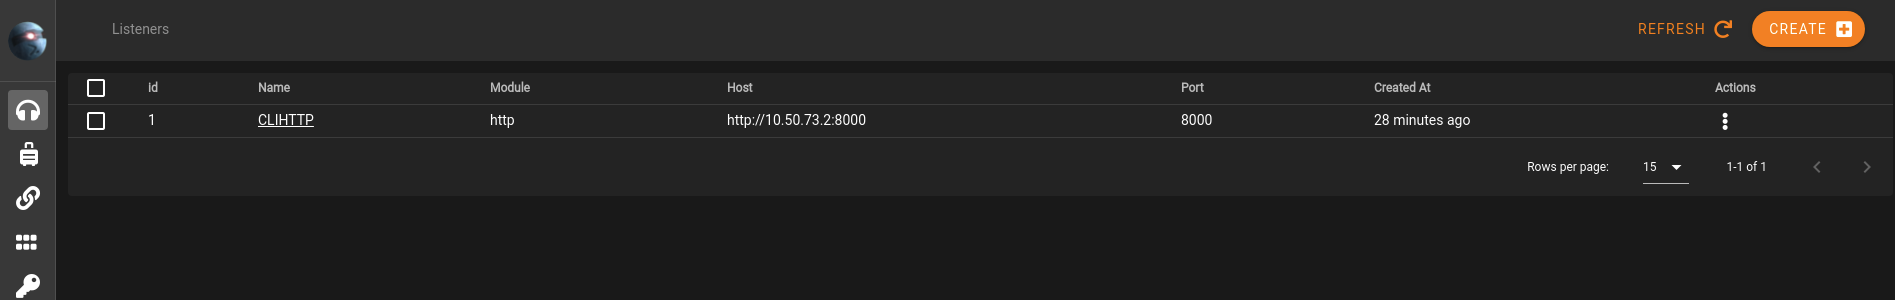 Listeners REFRESH CREATE
Id Name Module Host Port Created At Actions
1 CLIHTTP http http://10.50.73.2:8000 8000 28 minutes ago
Rows per page: 15 1-1 of 1